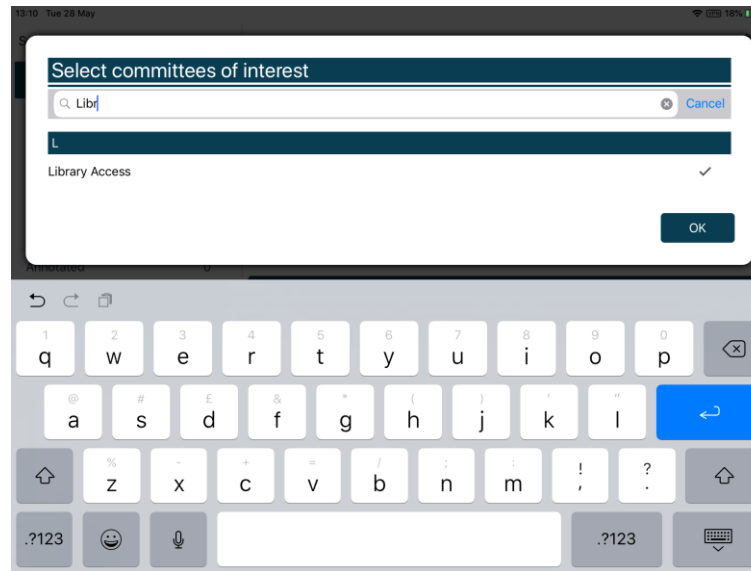 13:10 Tue 28 May 18%
Select committees of interest
Libr Cancel
L
Library Access
OK
Annotated 0
1 2 3 4 5 6 7 8 9 0
q w e r t y u i o p
@ # £ & * ( ) ' "
a s d f g h j k l
% - + = / ; : ! ?
z x c v b n m , .
.?123 .?123